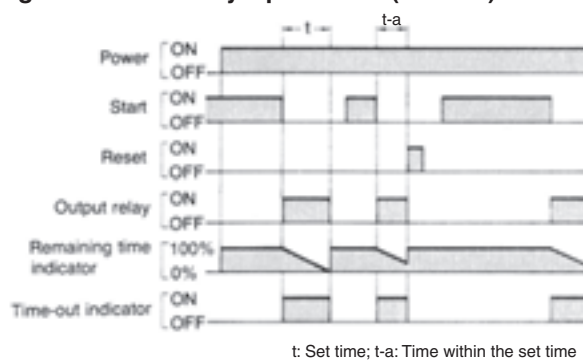 t
t-a
Power
ON
OFF
Start
ON
OFF
Reset
ON
OFF
Output relay
ON
OFF
Remaining time
indicator
100%
0%
Time-out indicator
ON
OFF
t: Set time; t-a: Time within the set time